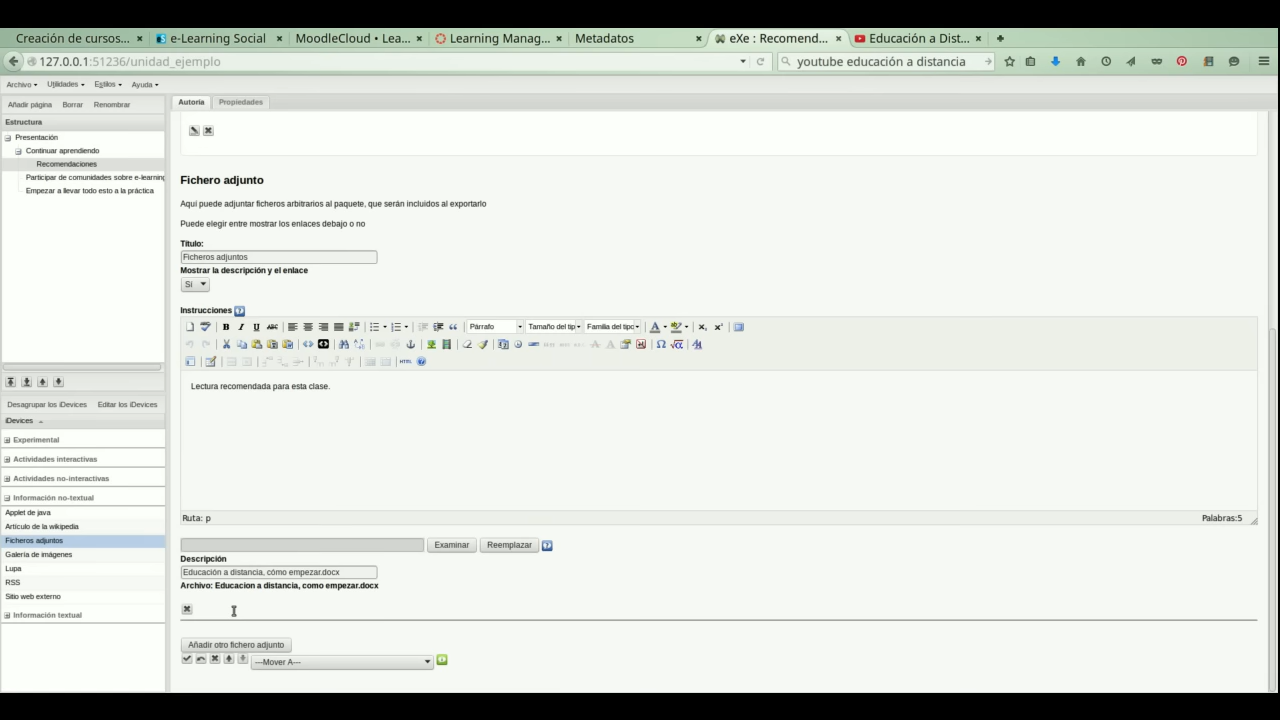 Creación de cursos...
e-Learning Social
MoodleCloud • Lea...
Learning Manag...
Metadatos
eXe : Recomend...
Educación a Dist...
127.0.0.1:51236/unidad_ejemplo
youtube educación a distancia
Archivo
Utilidades
Estilos
Ayuda
Añadir página
Borrar
Renombrar
Autoría
Propiedades
Estructura
Presentación
Continuar aprendiendo
Recomendaciones
Participar de comunidades sobre e-learning
Empezar a llevar todo esto a la práctica
Desagrupar los iDevices
Editar los iDevices
iDevices
Experimental
Actividades interactivas
Actividades no-interactivas
Información no-textual
Applet de java
Artículo de la wikipedia
Ficheros adjuntos
Galería de imágenes
Lupa
RSS
Sitio web externo
Información textual
Fichero adjunto
Aquí puede adjuntar ficheros arbitrarios al paquete, que serán incluidos al exportarlo
Puede elegir entre mostrar los enlaces debajo o no
Título:
Ficheros adjuntos
Mostrar la descripción y el enlace
Sí
Instrucciones
B I U ABC
Párrafo
Tamaño del tip
Familia del tipo
HTML
Lectura recomendada para esta clase.
Ruta: p
Palabras:5
Examinar
Reemplazar
Descripción
Educación a distancia, cómo empezar.docx
Archivo: Educacion a distancia, como empezar.docx
Añadir otro fichero adjunto
---Mover A---